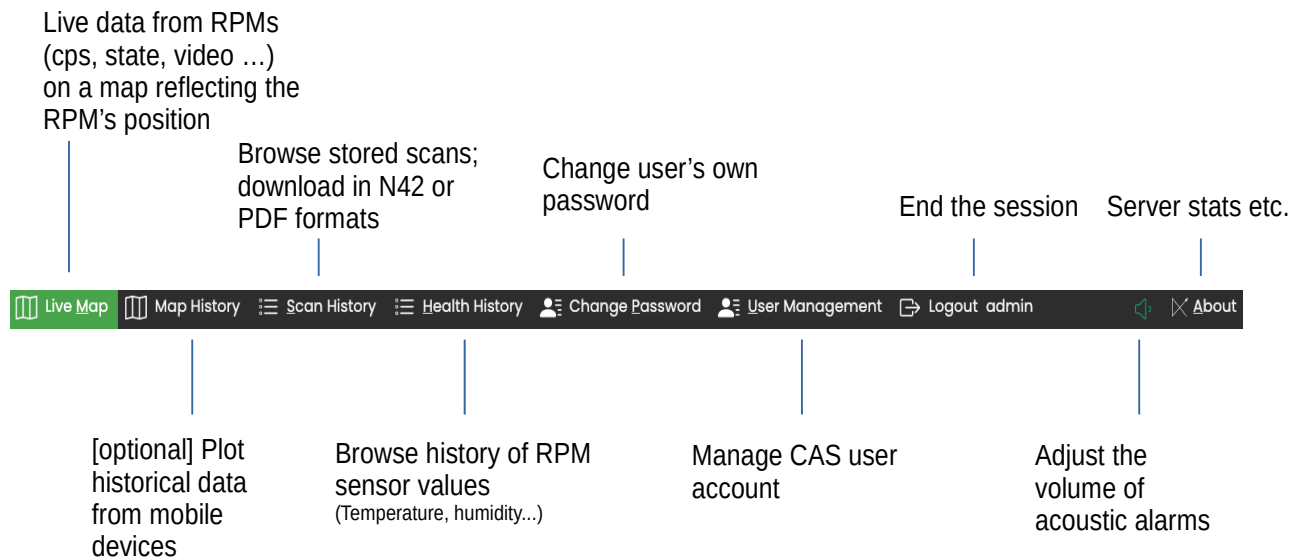 Live data from RPMs
(cps, state, video …)
on a map reflecting the
RPM's position
Browse stored scans;
download in N42 or
PDF formats
Change user's own
password
End the session
Server stats etc.
Live Map
Map History
Scan History
Health History
Change Password
User Management
Logout admin
About
[optional] Plot
historical data
from mobile
devices
Browse history of RPM
sensor values
(Temperature, humidity...)
Manage CAS user
account
Adjust the
volume of
acoustic alarms